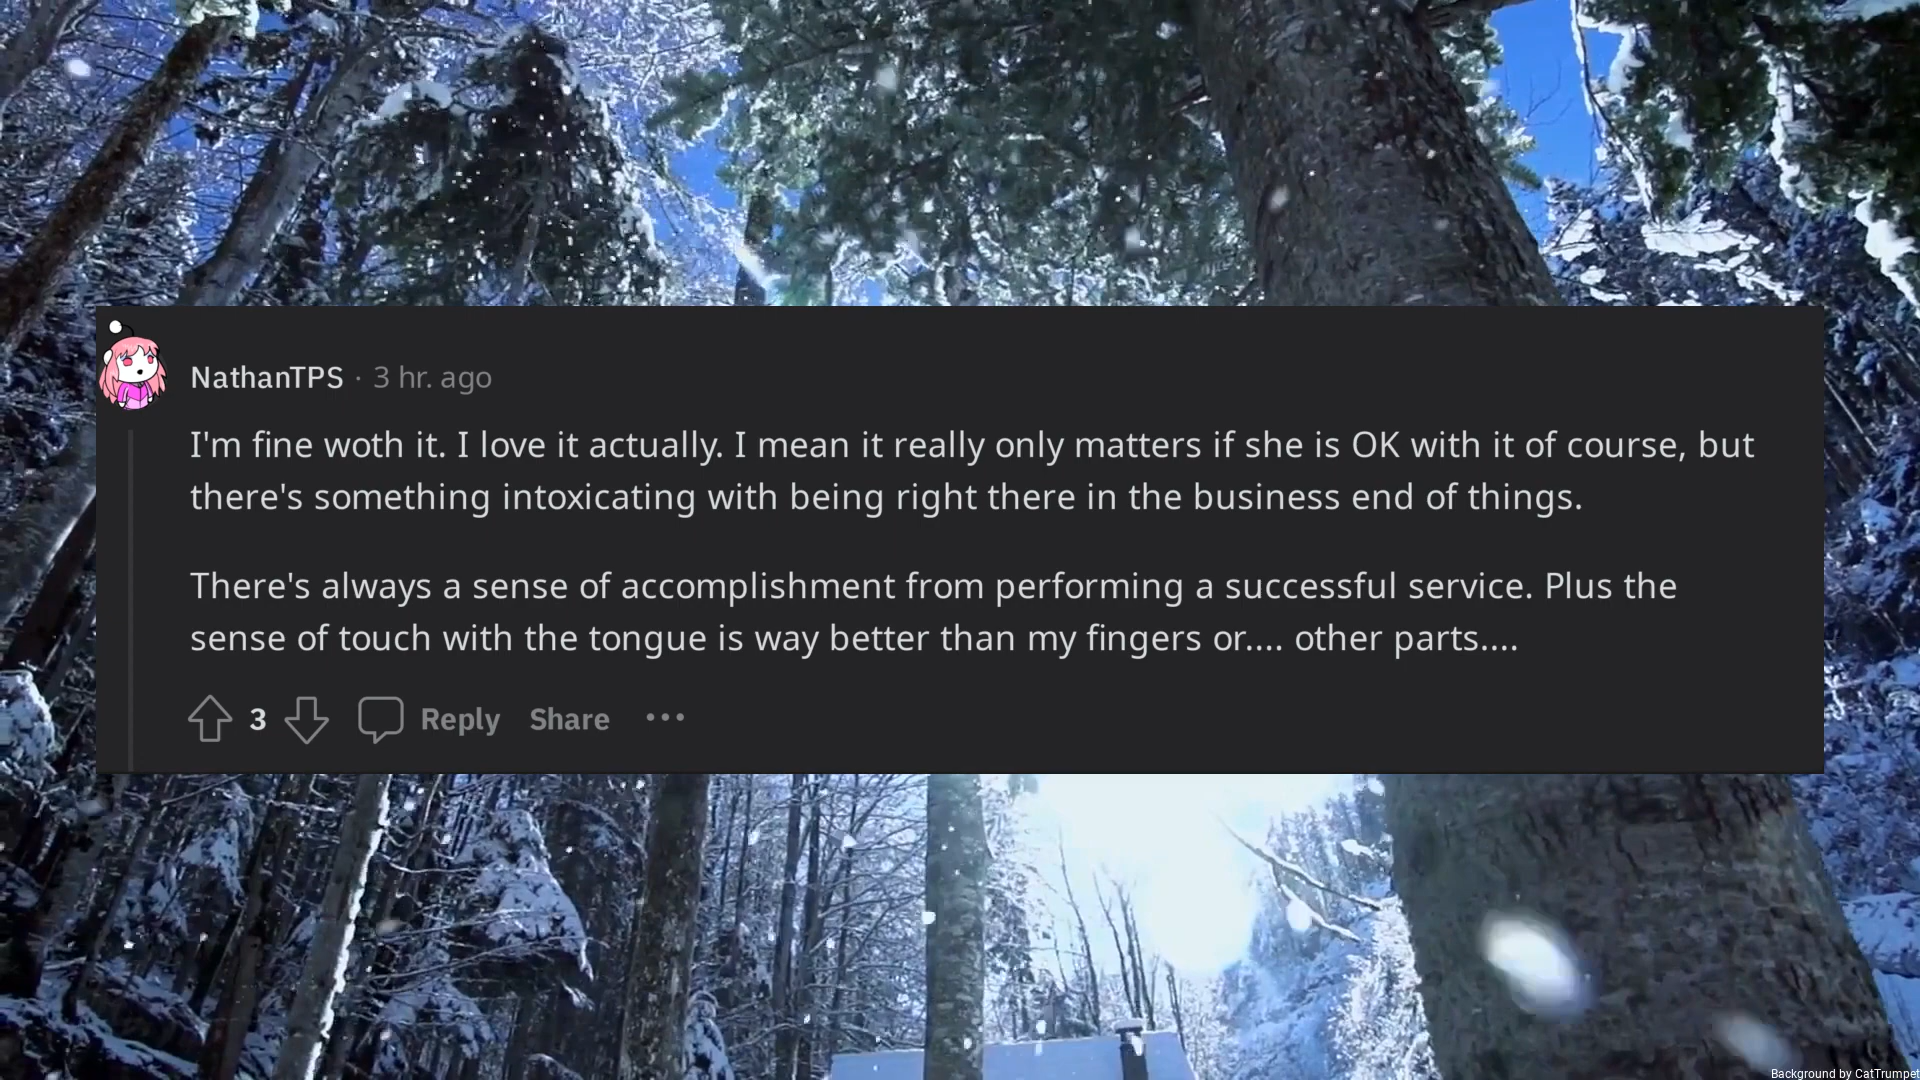 NathanTPS · 3 hr. ago
I'm fine woth it. I love it actually. I mean it really only matters if she is OK with it of course, but
there's something intoxicating with being right there in the business end of things.
There's always a sense of accomplishment from performing a successful service. Plus the
sense of touch with the tongue is way better than my fingers or.... other parts....
3 Reply Share ...
Background by CatTrumpet